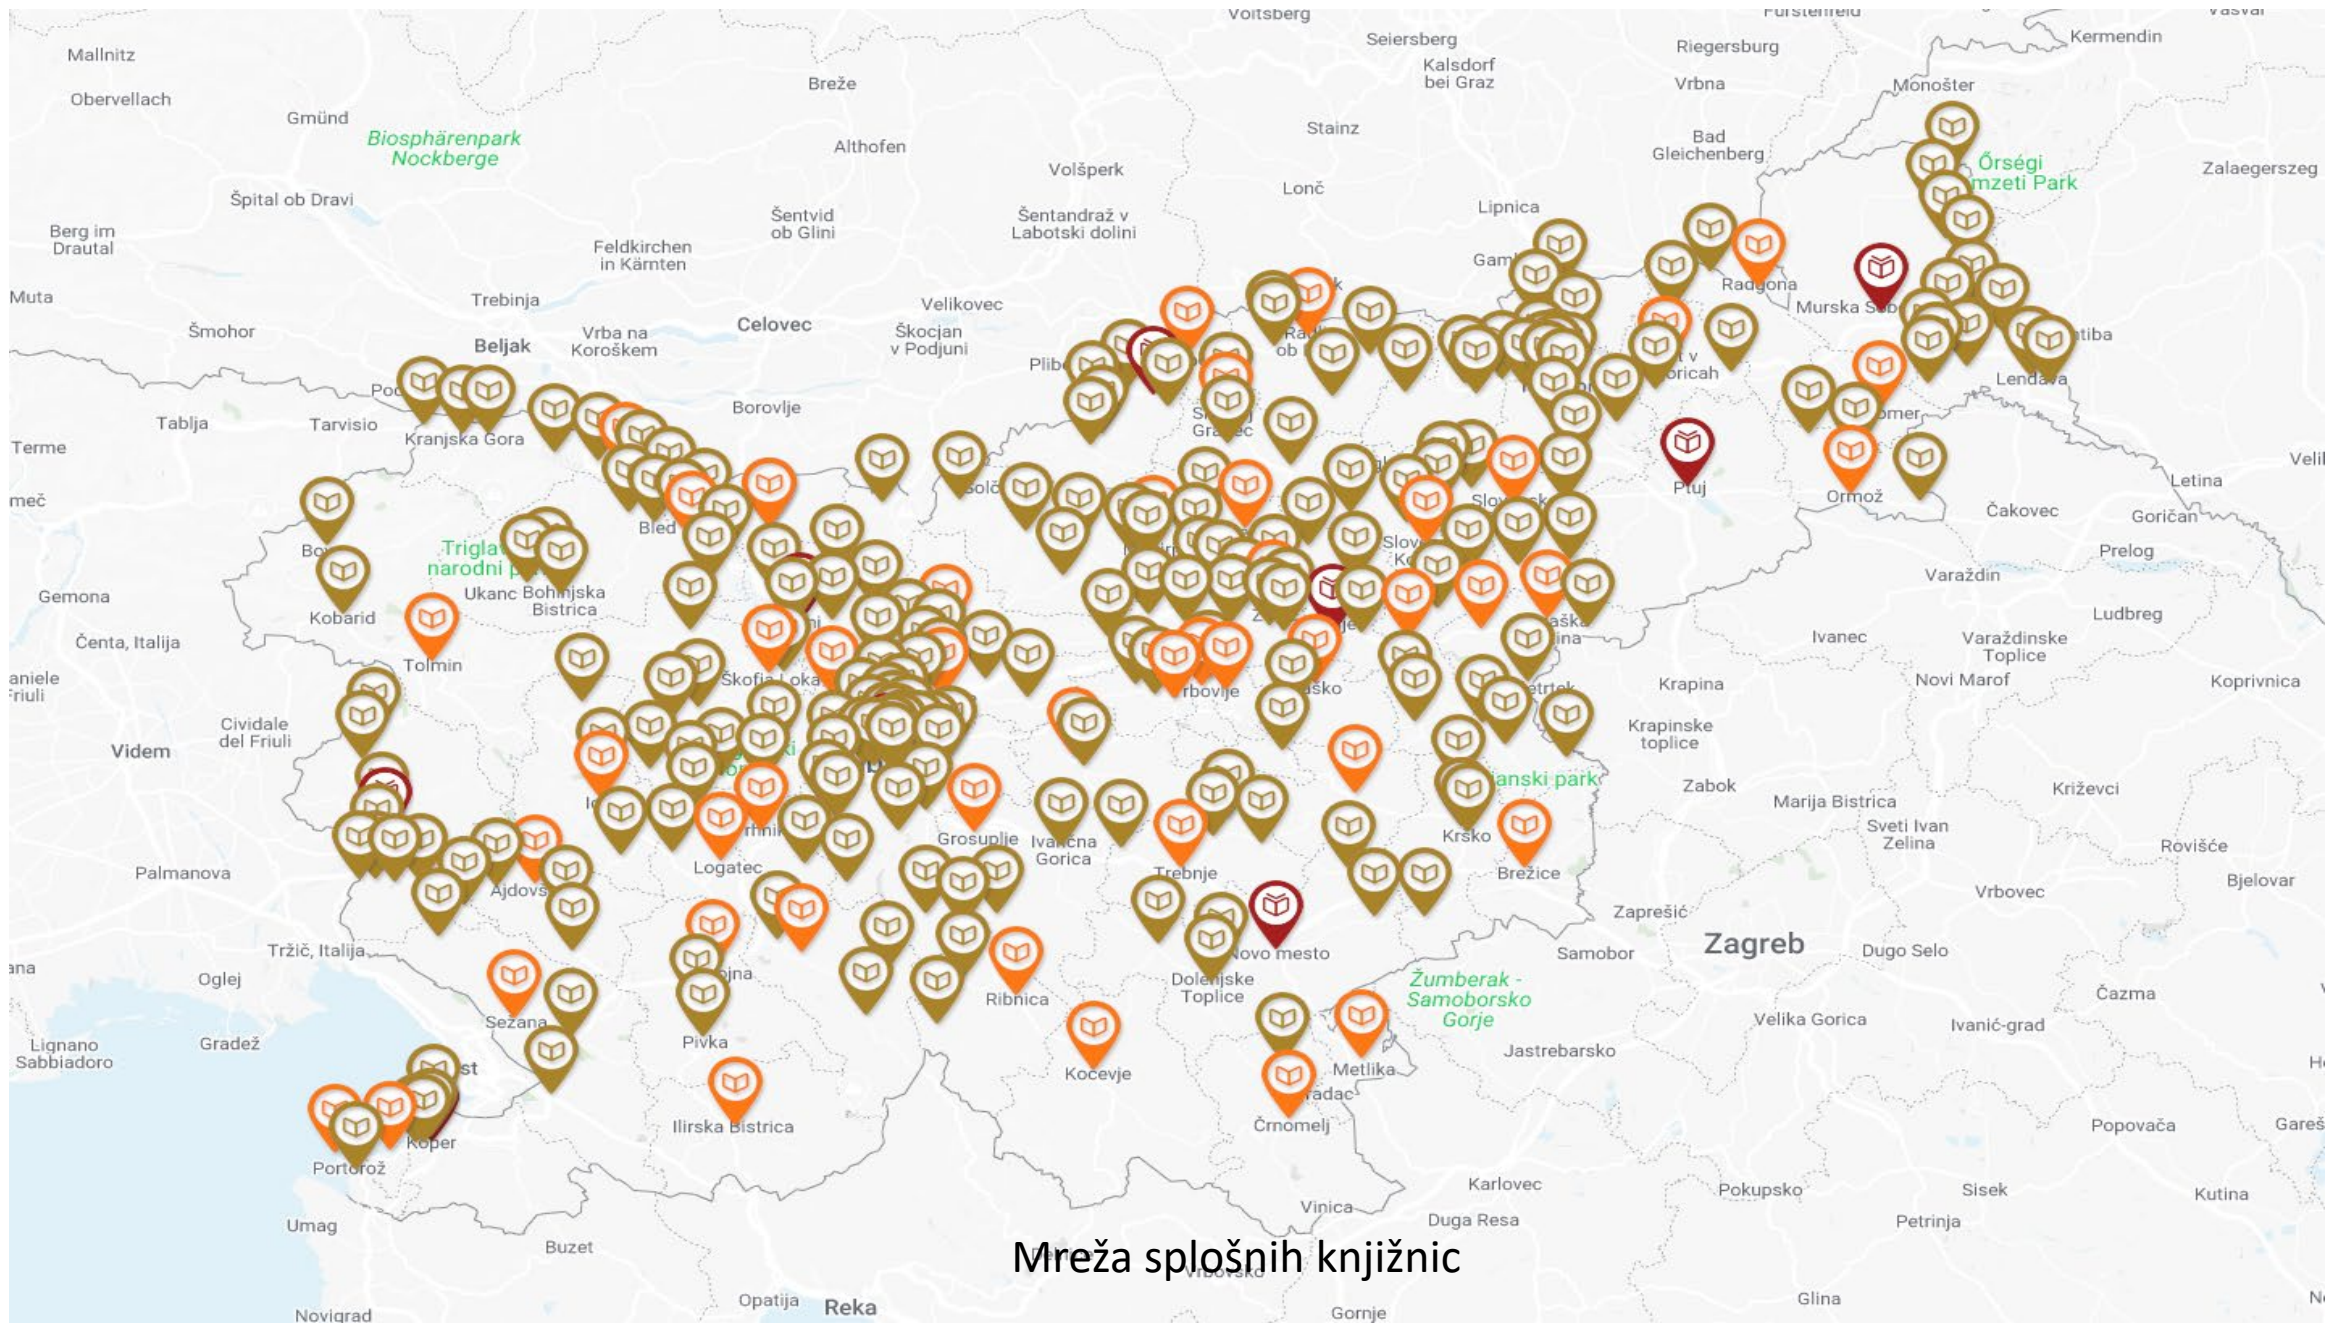 Voitsberg
Seiersberg
Riegersburg
Kermendin
Mallnitz
Kalsdorf
bei Graz
Breže
Vrbna
Monošter
Obervellach
Gmünd
Stainz
Biosphärenpark
Nockberge
Althofen
Bad
Gleichenberg
Volšperk
Őrségi
mzeti Park
Zalaegerszeg
Lonč
Špital ob Dravi
Šentvid
ob Glini
Šentandraž v
Labotski dolini
Lipnica
Berg im
Drautal
Feldkirchen
in Kärnten
Muta
Trebinja
Velikovec
Šmohor
Vrba na
Koroškem
Celovec
Škocjan
v Podjuni
Beljak
Lendava
Borovlje
Tablja
Tarvisio
Kranjska Gora
Terme
Letina
Ptuj
Ormož
Čakovec
Goričan
Bled
Prelog
Varaždin
Ukanc
Bohinjska
Bistrica
Gemona
Kobarid
Ludbreg
Čenta, Italija
Ivanec
Varaždinske
Toplice
Tolmin
Škofja Loka
Krapina
Novi Marof
Koprivnica
Cividale
del Friuli
Krapinske
toplice
Videm
Zabok
Križevci
Marija Bistrica
Sveti Ivan
Zelina
Grosuplje
Ivančna
Gorica
Krsko
Rovišče
Logatec
Trebnje
Brežice
Palmanova
Bjelovar
Vrbovec
Zaprešić
Tržič, Italija
Zagreb
Samobor
Dugo Selo
Novo mesto
Oglej
Dolenjske
Toplice
Žumberak -
Samoborsko
Gorje
Čazma
Ribnica
Sežana
Velika Gorica
Ivanić-grad
Lignano
Sabbiadoro
Gradež
Pivka
Jastrebarsko
Kočevje
Metlika
Ilirska Bistrica
Črnomelj
Popovača
Koper
Portorož
Karlovec
Pokupsko
Sisek
Kutina
Vinica
Duga Resa
Umag
Petrinja
Buzet
Mreža splošnih knjižnic
Vrbovsko
Opatija
Reka
Glina
Novigrad
Gornje